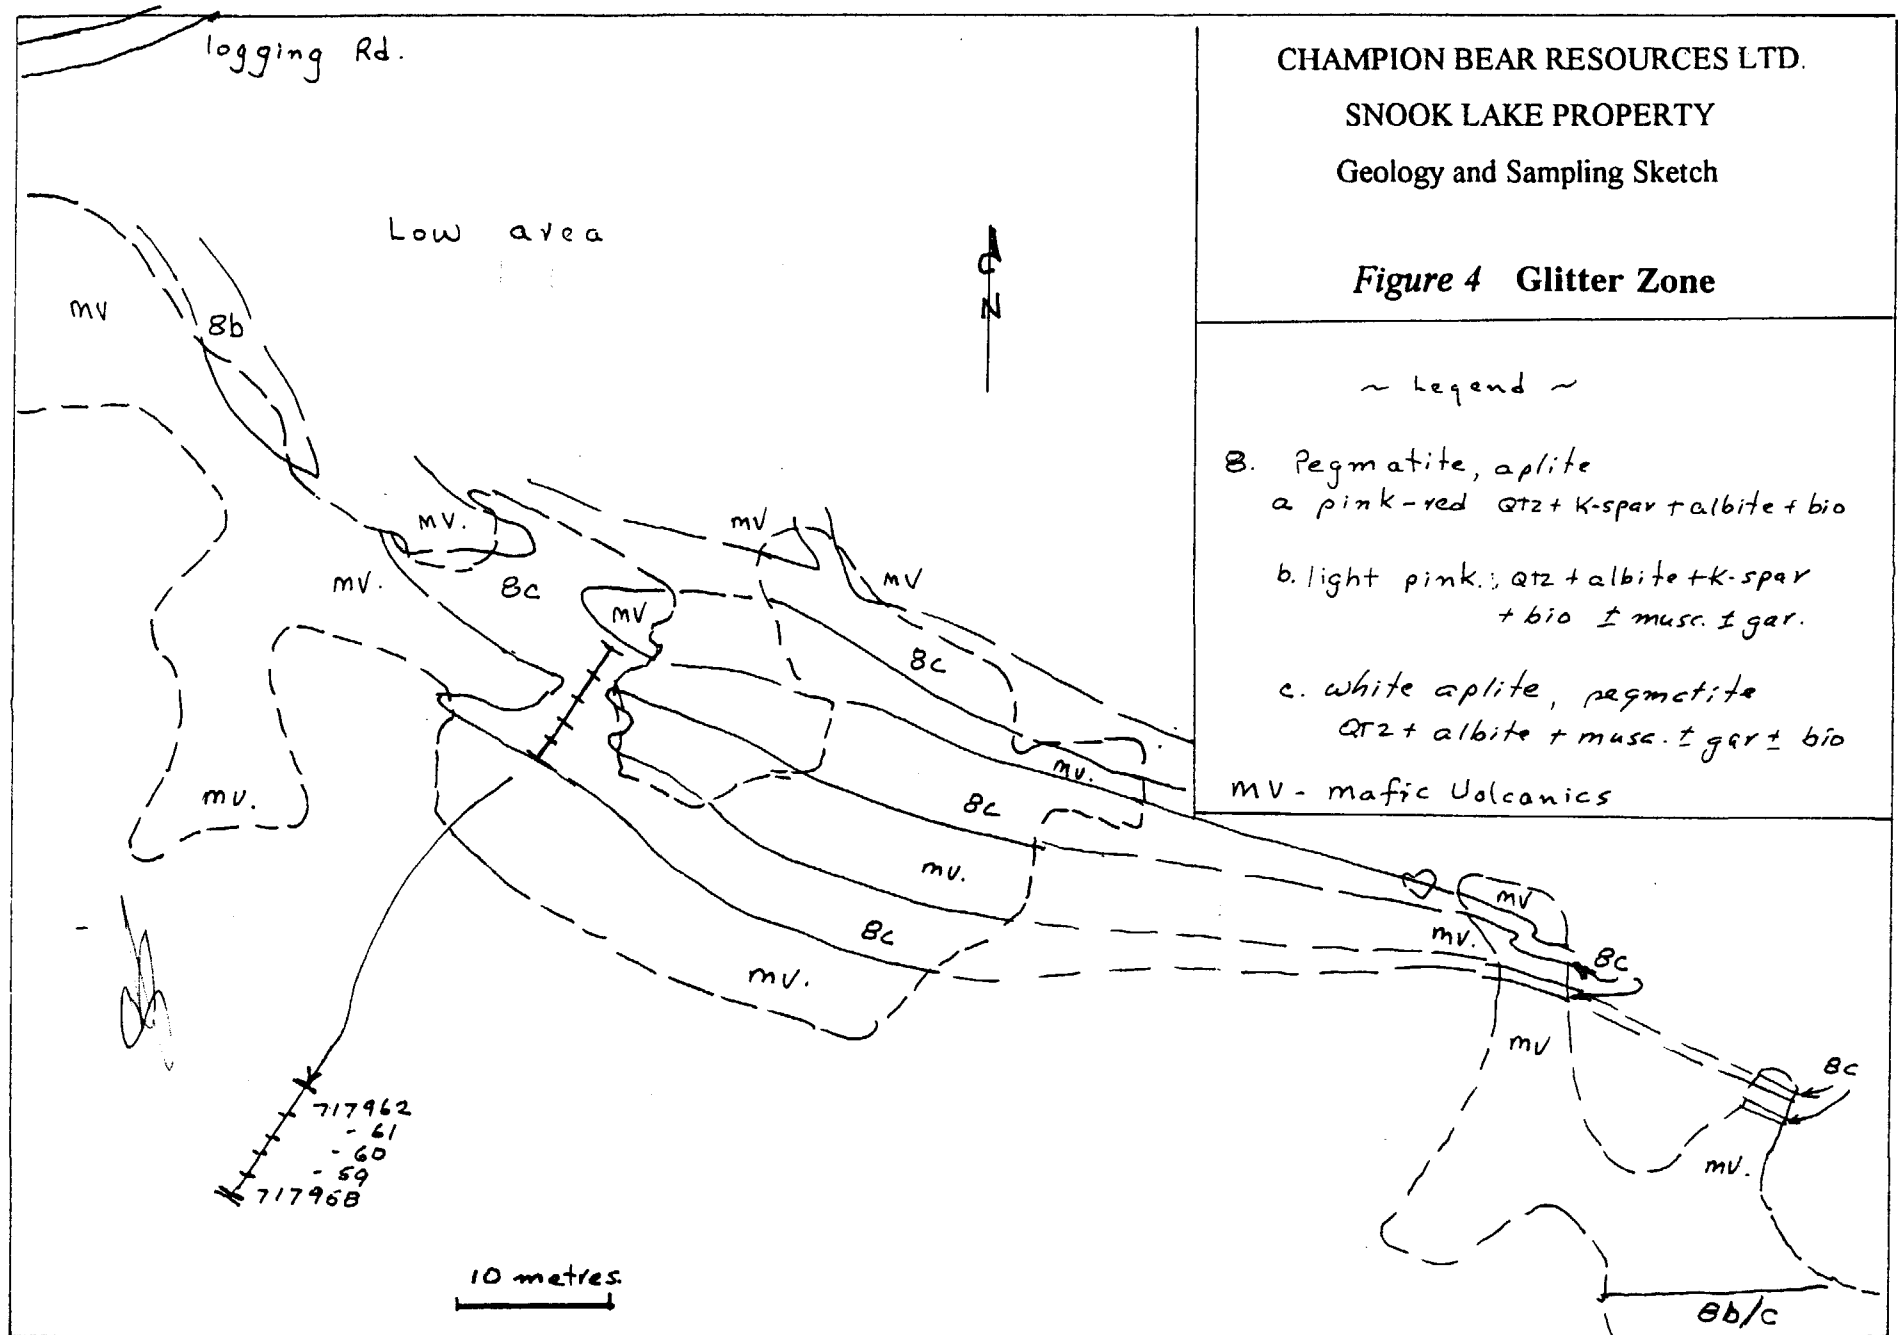 logging Rd.
CHAMPION BEAR RESOURCES LTD.
SNOOK LAKE PROPERTY
Geology and Sampling Sketch
Figure 4 Glitter Zone
Low area
N
~ Legend ~
8. Pegmatite, aplite
a pink-red QTZ + K-spar + albite + bio
b. light pink.; QTZ + albite + K-spar
+ bio ± musc. ± gar.
c. white aplite, pegmatite
QTZ + albite + musc. ± gar ± bio
MV - mafic Volcanics
MV
8b
MV.
MV
MV
MV.
8c
MV
8c
MV.
MV.
8c
MV.
MV
8c
MV.
8c
MV.
MV
8c
MV.
717962
- 61
- 60
- 59
717958
10 metres.
8b/c